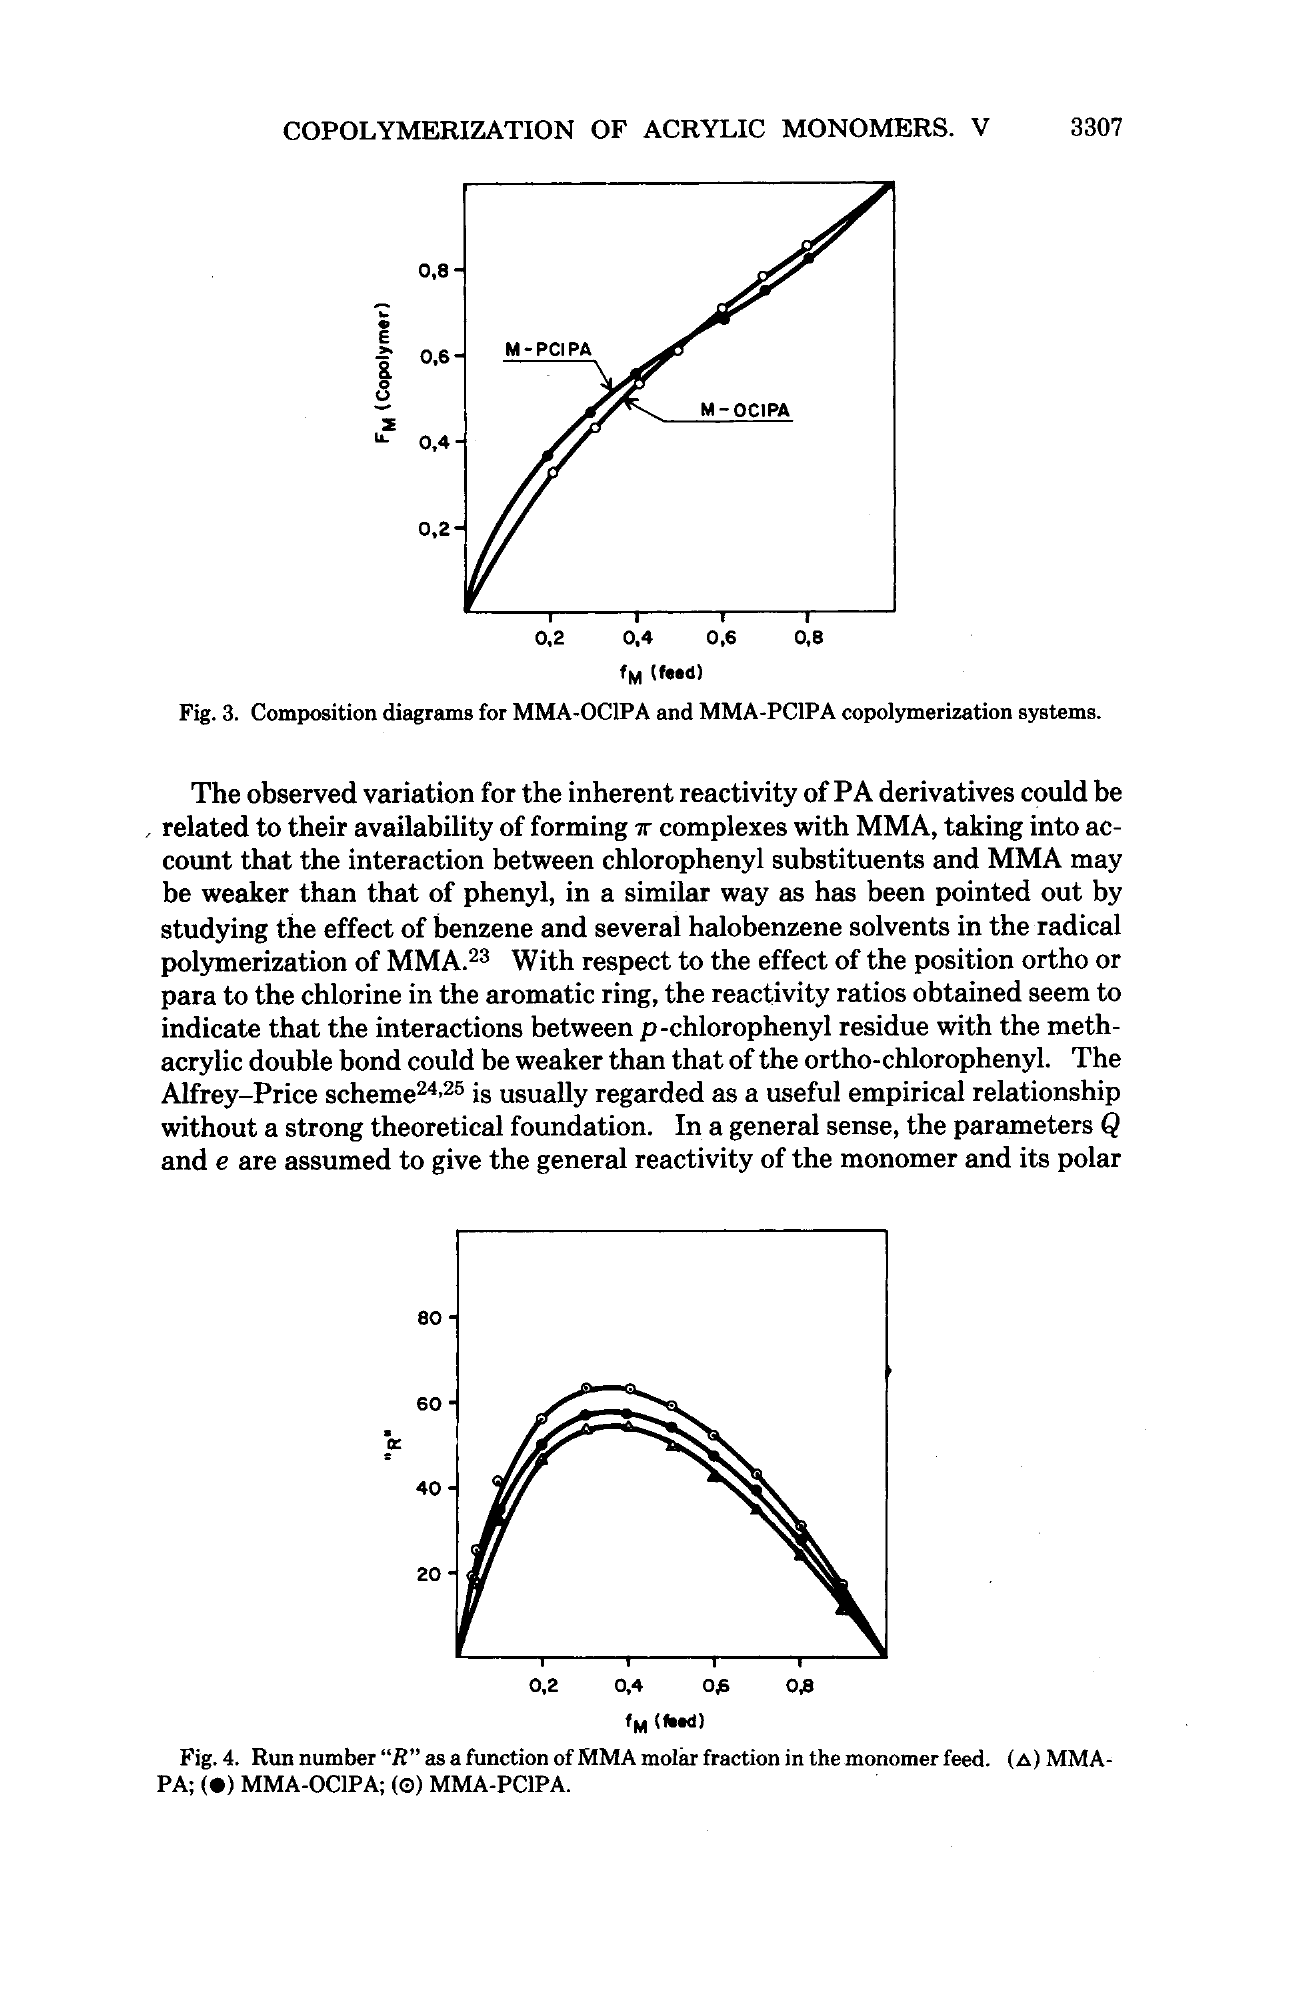 COPOLYMERIZATION OF ACRYLIC MONOMERS. V 3307
F_M (Copolymer)
0,8
0,6
0,4
0,2
M-PClPA
M-OClPA
0,2 0,4 0,6 0,8
f_M (feed)
Fig. 3. Composition diagrams for MMA-OClPA and MMA-PClPA copolymerization systems.
The observed variation for the inherent reactivity of PA derivatives could be
related to their availability of forming π complexes with MMA, taking into ac-
count that the interaction between chlorophenyl substituents and MMA may
be weaker than that of phenyl, in a similar way as has been pointed out by
studying the effect of benzene and several halobenzene solvents in the radical
polymerization of MMA.²³ With respect to the effect of the position ortho or
para to the chlorine in the aromatic ring, the reactivity ratios obtained seem to
indicate that the interactions between p-chlorophenyl residue with the meth-
acrylic double bond could be weaker than that of the ortho-chlorophenyl. The
Alfrey–Price scheme²⁴,²⁵ is usually regarded as a useful empirical relationship
without a strong theoretical foundation. In a general sense, the parameters Q
and e are assumed to give the general reactivity of the monomer and its polar
80
60
"R"
40
20
0,2 0,4 0,6 0,8
f_M (feed)
Fig. 4. Run number “R” as a function of MMA molar fraction in the monomer feed. (△) MMA-
PA; (●) MMA-OClPA; (⊙) MMA-PClPA.